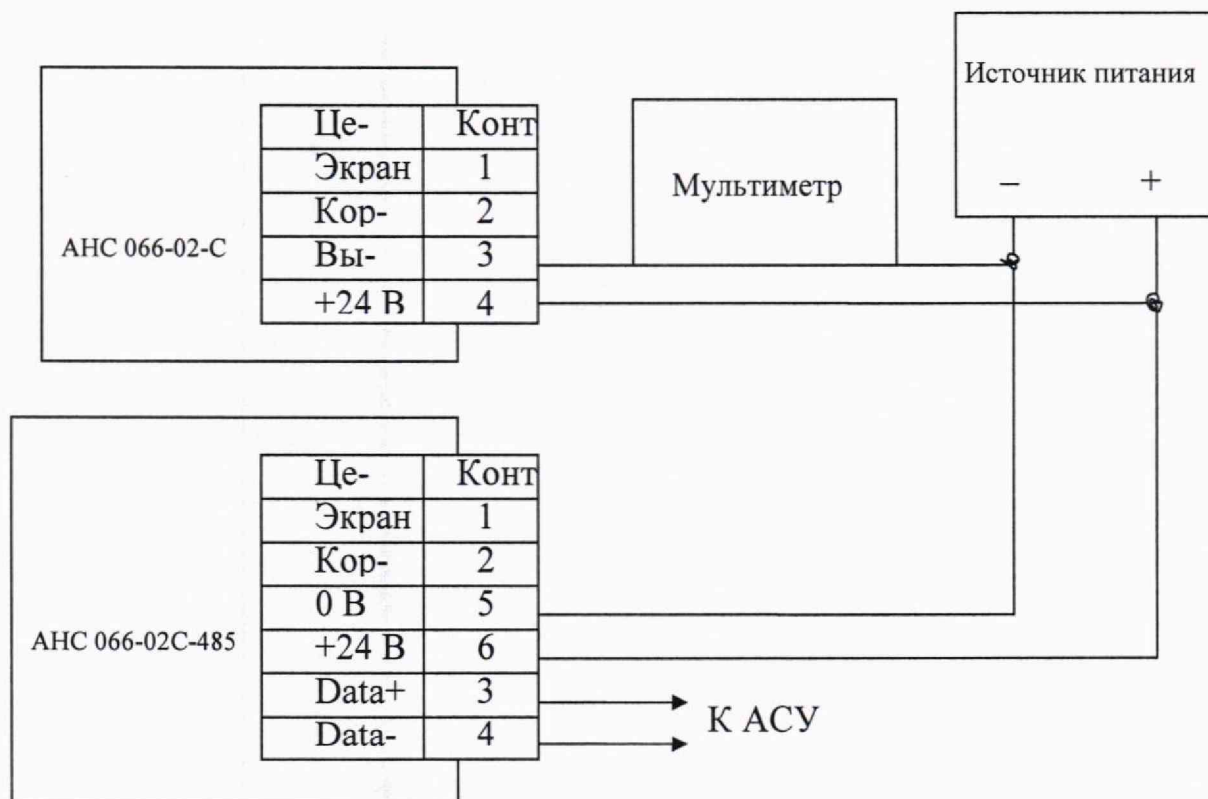 Источник питания
– +
Мультиметр
АНС 066-02-С
Це- Конт
Экран 1
Кор- 2
Вы- 3
+24 В 4
АНС 066-02С-485
Це- Конт
Экран 1
Кор- 2
0 В 5
+24 В 6
Data+ 3
Data- 4
К АСУ